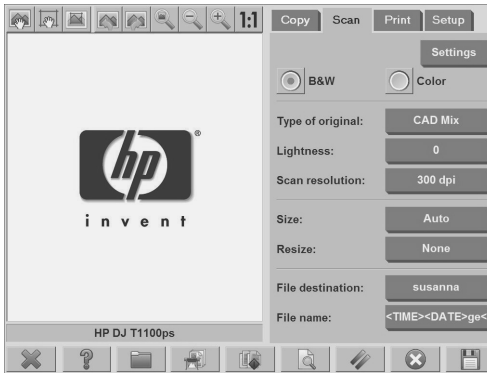 1:1
Copy Scan Print Setup
Settings
B&W Color
Type of original: CAD Mix
Lightness: 0
Scan resolution: 300 dpi
Size: Auto
Resize: None
File destination: susanna
File name: <TIME><DATE>ge<
hp ®
invent
HP DJ T1100ps
?